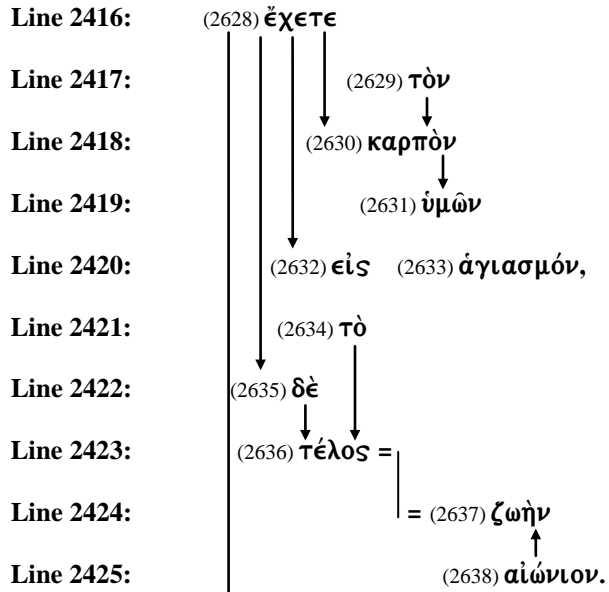 Line 2416: (2628) ἔχετε
Line 2417: (2629) τὸν
Line 2418: (2630) καρπὸν
Line 2419: (2631) ὑμῶν
Line 2420: (2632) εἰς (2633) ἁγιασμόν,
Line 2421: (2634) τὸ
Line 2422: (2635) δὲ
Line 2423: (2636) τέλος =
Line 2424: = (2637) ζωὴν
Line 2425: (2638) αἰώνιον.